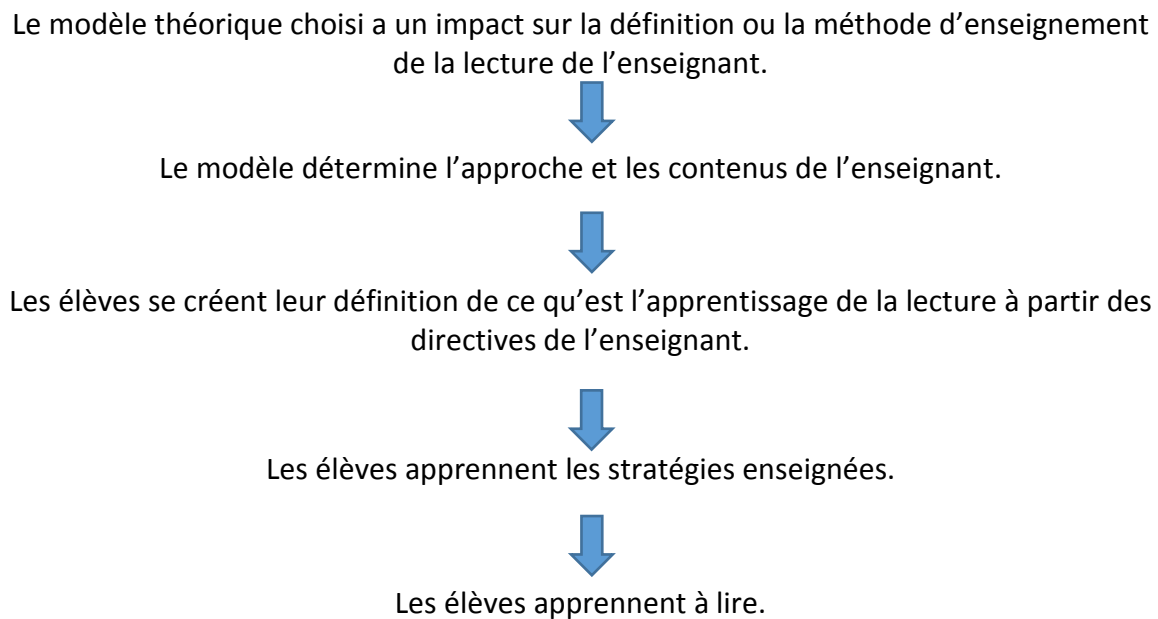 Le modèle théorique choisi a un impact sur la définition ou la méthode d’enseignement
de la lecture de l’enseignant.
Le modèle détermine l’approche et les contenus de l’enseignant.
Les élèves se créent leur définition de ce qu’est l’apprentissage de la lecture à partir des
directives de l’enseignant.
Les élèves apprennent les stratégies enseignées.
Les élèves apprennent à lire.